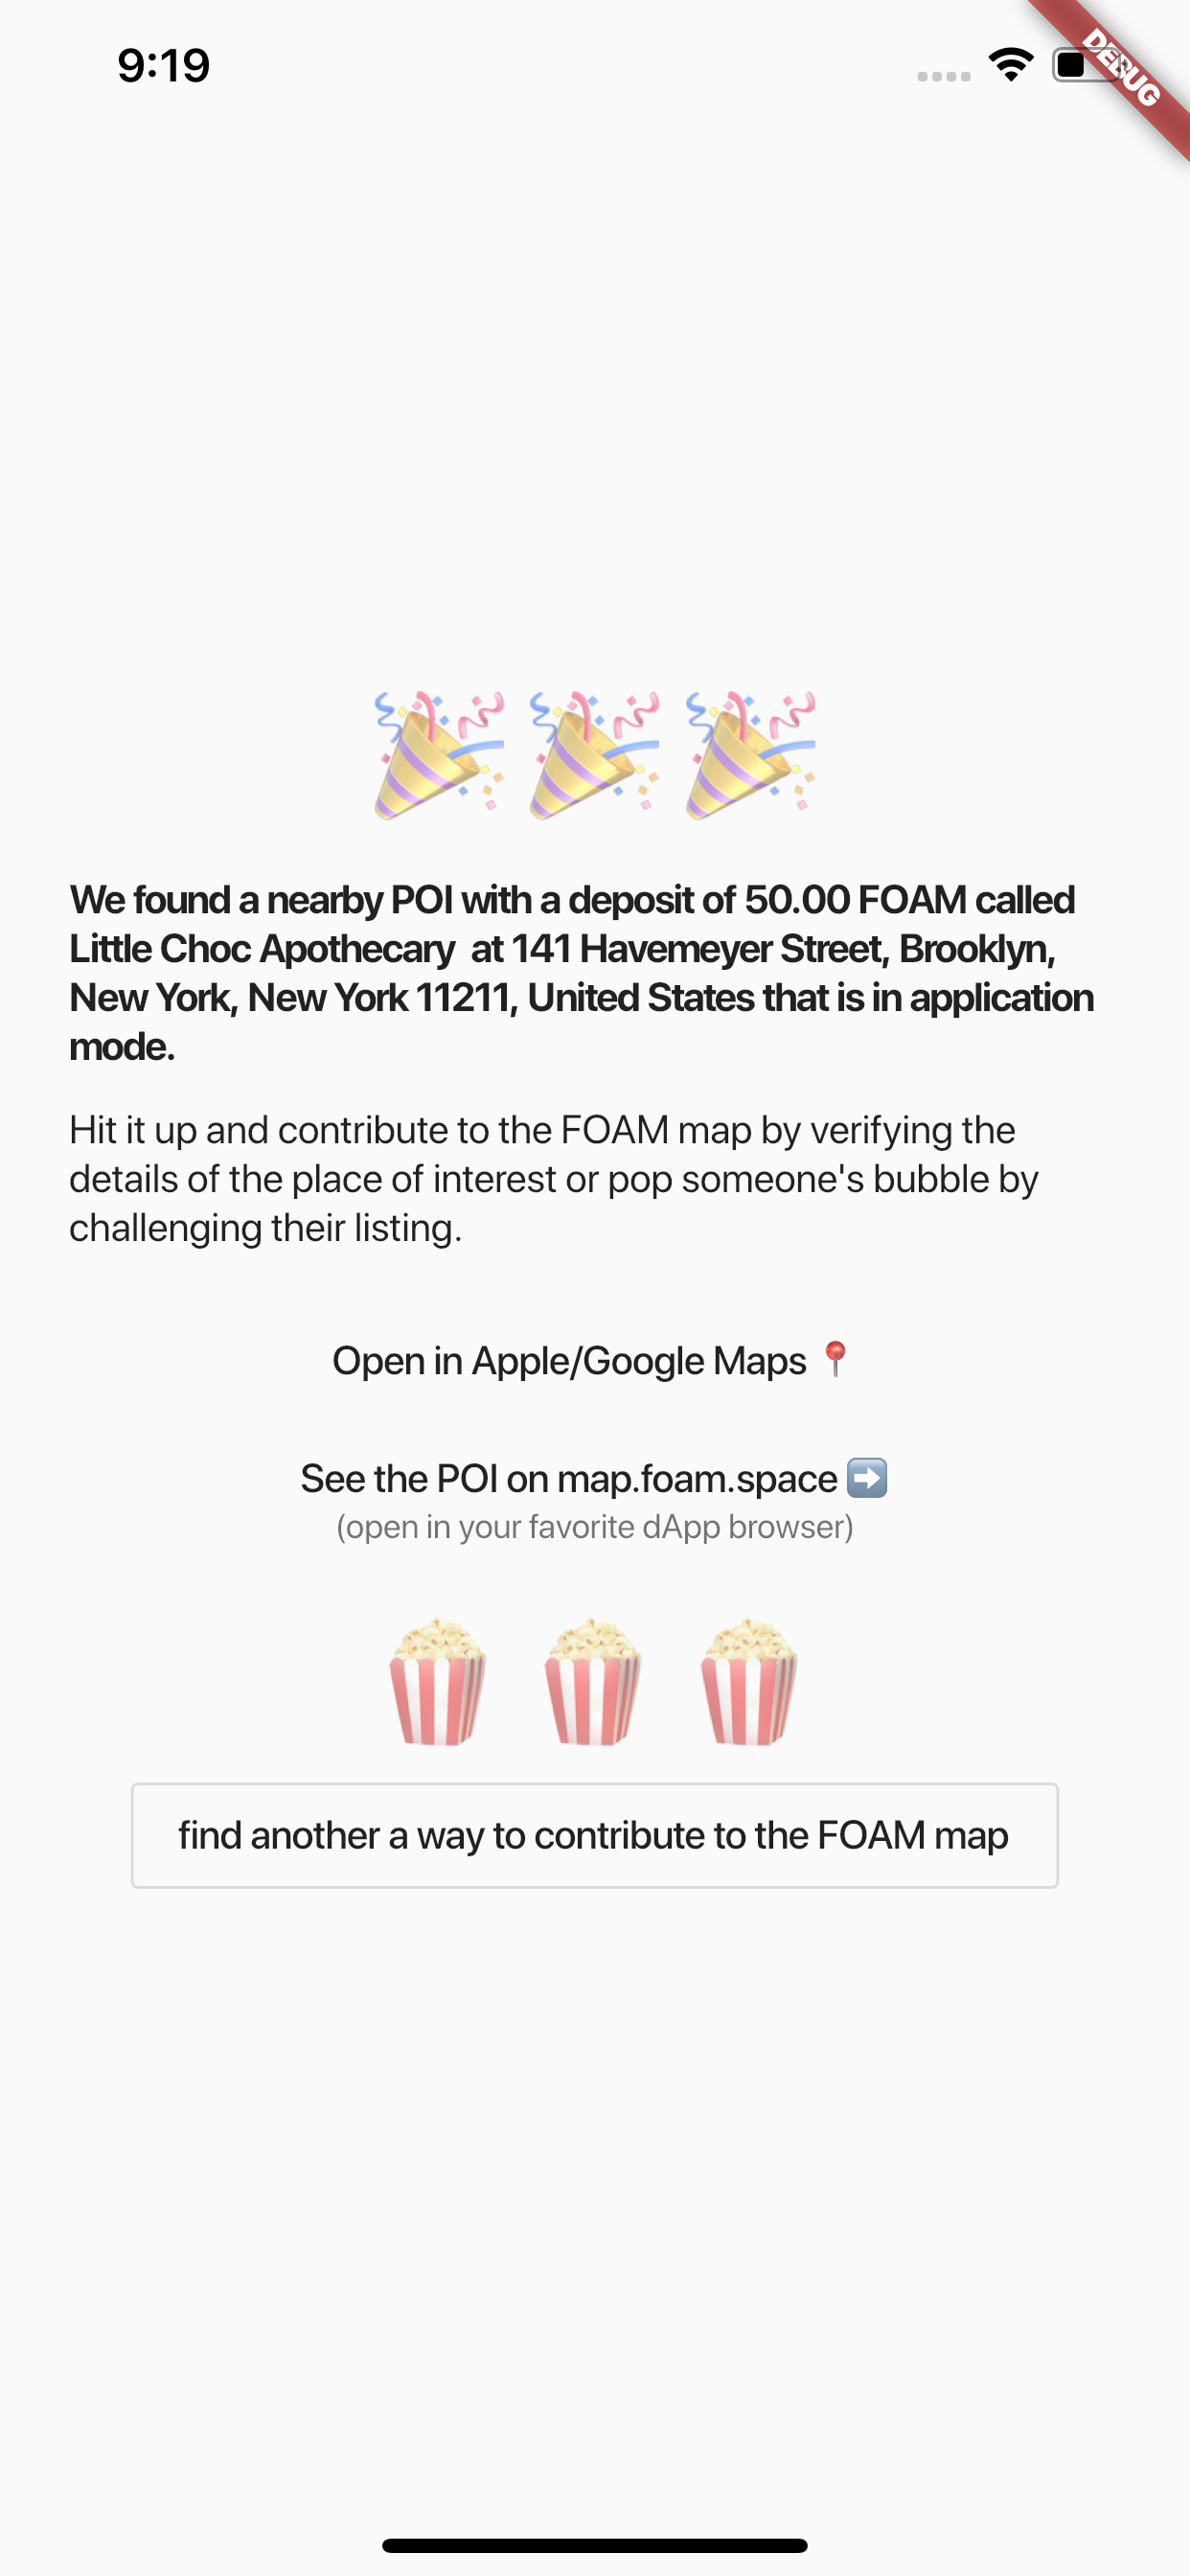 9:19
DEBUG
🎉 🎉 🎉
We found a nearby POI with a deposit of 50.00 FOAM called
Little Choc Apothecary  at 141 Havemeyer Street, Brooklyn,
New York, New York 11211, United States that is in application
mode.
Hit it up and contribute to the FOAM map by verifying the
details of the place of interest or pop someone's bubble by
challenging their listing.
Open in Apple/Google Maps 📍
See the POI on map.foam.space ➡️
(open in your favorite dApp browser)
🍿 🍿 🍿
find another a way to contribute to the FOAM map